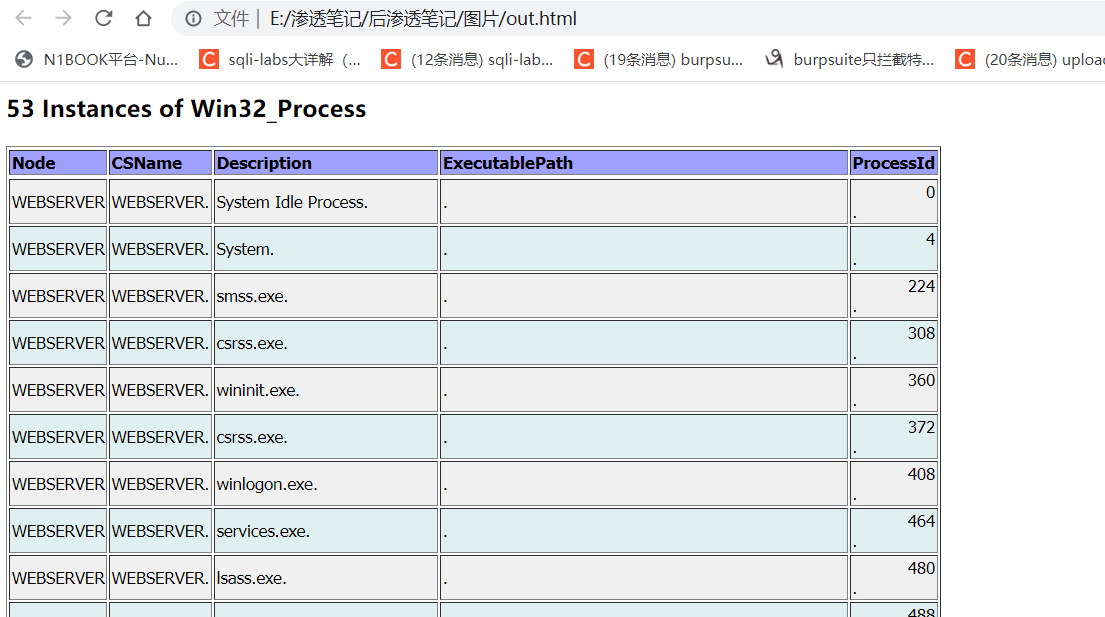 文件 | E:/渗透笔记/后渗透笔记/图片/out.html
N1BOOK平台-Nu... sqli-labs大详解（... (12条消息) sqli-lab... (19条消息) burpsu... burpsuite只拦截特... (20条消息) uploa
53 Instances of Win32_Process
Node CSName Description ExecutablePath ProcessId
WEBSERVER WEBSERVER. System Idle Process. . 0
.
WEBSERVER WEBSERVER. System. . 4
.
WEBSERVER WEBSERVER. smss.exe. . 224
.
WEBSERVER WEBSERVER. csrss.exe. . 308
.
WEBSERVER WEBSERVER. wininit.exe. . 360
.
WEBSERVER WEBSERVER. csrss.exe. . 372
.
WEBSERVER WEBSERVER. winlogon.exe. . 408
.
WEBSERVER WEBSERVER. services.exe. . 464
.
WEBSERVER WEBSERVER. lsass.exe. . 480
.
488